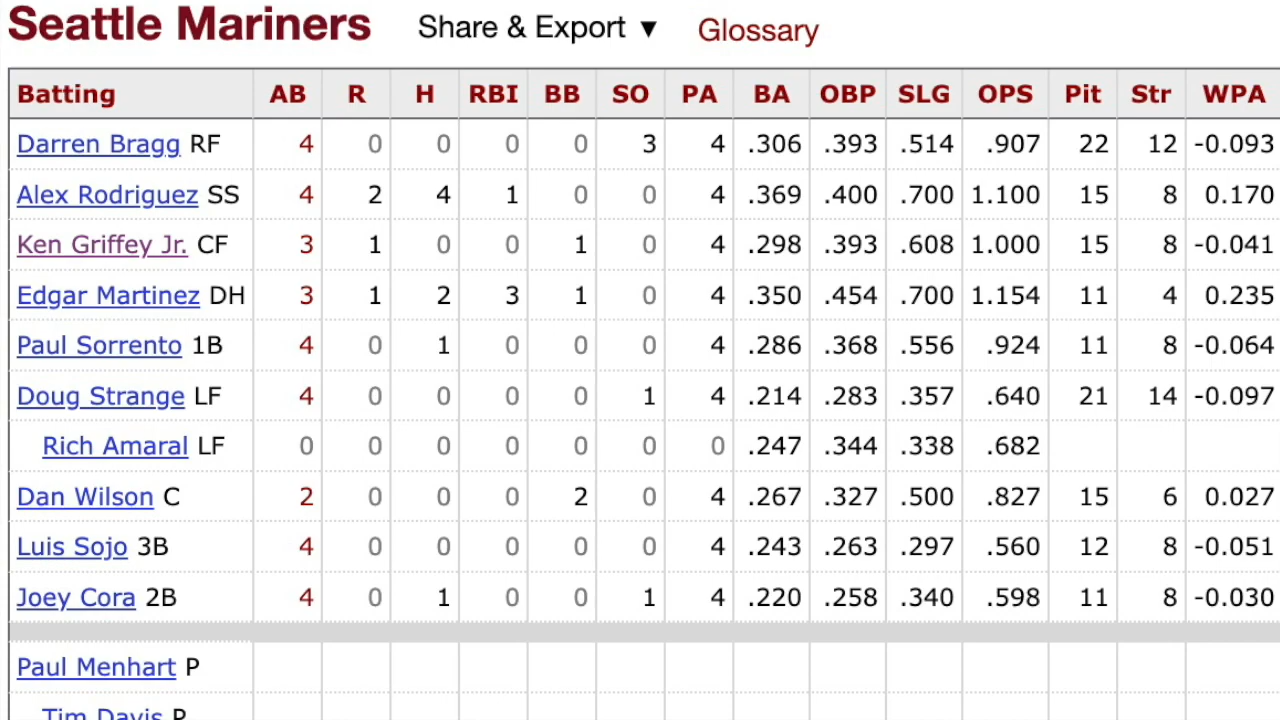 Seattle Mariners Share & Export ▼ Glossary
Batting AB R H RBI BB SO PA BA OBP SLG OPS Pit Str WPA
Darren Bragg RF 4 0 0 0 0 3 4 .306 .393 .514 .907 22 12 -0.093
Alex Rodriguez SS 4 2 4 1 0 0 4 .369 .400 .700 1.100 15 8 0.170
Ken Griffey Jr. CF 3 1 0 0 1 0 4 .298 .393 .608 1.000 15 8 -0.041
Edgar Martinez DH 3 1 2 3 1 0 4 .350 .454 .700 1.154 11 4 0.235
Paul Sorrento 1B 4 0 1 0 0 0 4 .286 .368 .556 .924 11 8 -0.064
Doug Strange LF 4 0 0 0 0 1 4 .214 .283 .357 .640 21 14 -0.097
Rich Amaral LF 0 0 0 0 0 0 0 .247 .344 .338 .682
Dan Wilson C 2 0 0 0 2 0 4 .267 .327 .500 .827 15 6 0.027
Luis Sojo 3B 4 0 0 0 0 0 4 .243 .263 .297 .560 12 8 -0.051
Joey Cora 2B 4 0 1 0 0 1 4 .220 .258 .340 .598 11 8 -0.030
Paul Menhart P
Tim Davis P